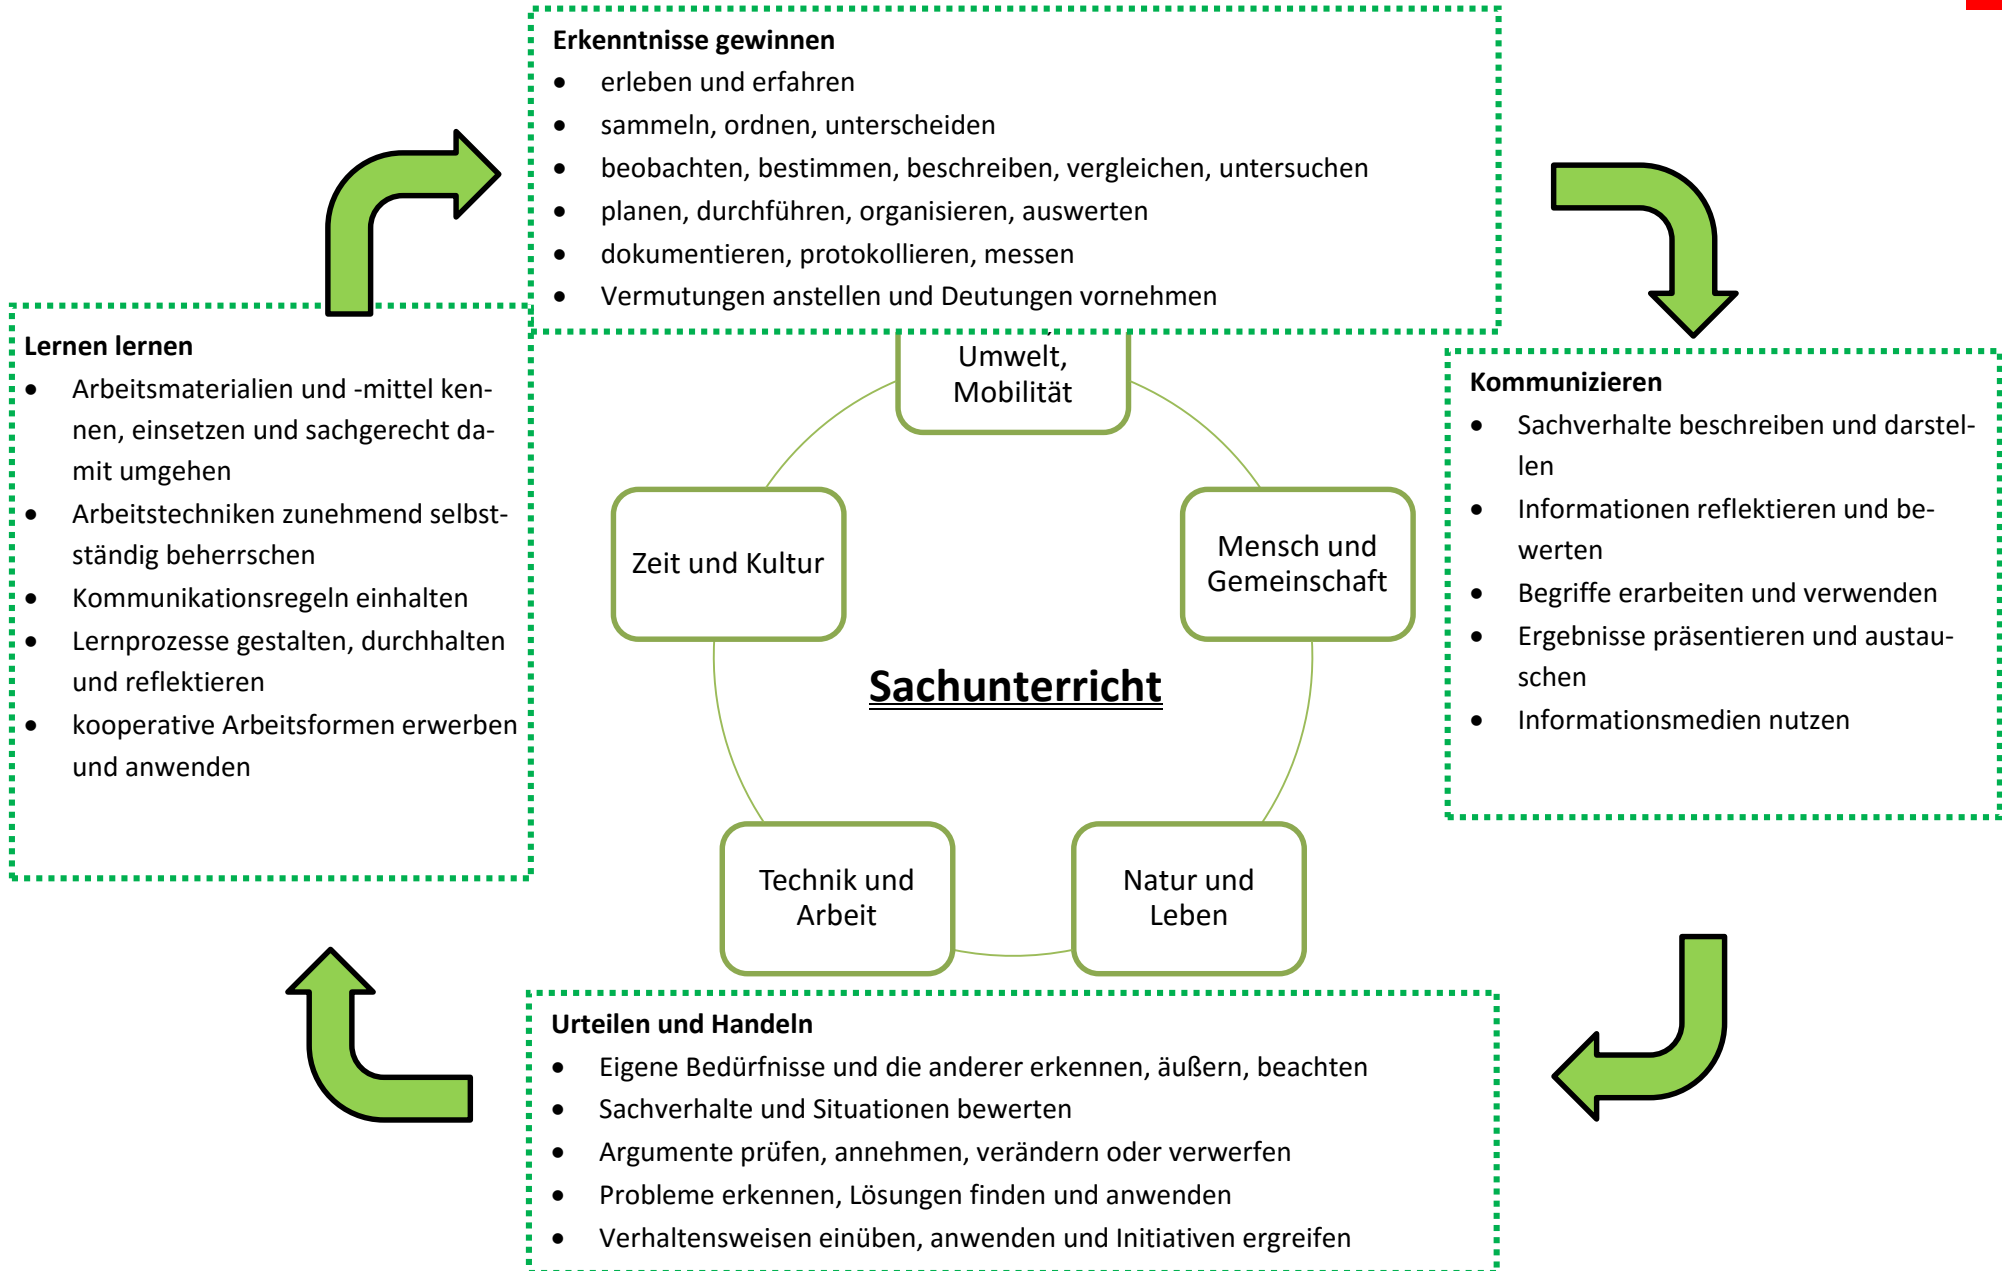 Erkenntnisse gewinnen
• erleben und erfahren
• sammeln, ordnen, unterscheiden
• beobachten, bestimmen, beschreiben, vergleichen, untersuchen
• planen, durchführen, organisieren, auswerten
• dokumentieren, protokollieren, messen
• Vermutungen anstellen und Deutungen vornehmen
Lernen lernen
• Arbeitsmaterialien und -mittel ken-
nen, einsetzen und sachgerecht da-
mit umgehen
• Arbeitstechniken zunehmend selbst-
ständig beherrschen
• Kommunikationsregeln einhalten
• Lernprozesse gestalten, durchhalten
und reflektieren
• kooperative Arbeitsformen erwerben
und anwenden
Umwelt,
Mobilität
Zeit und Kultur
Mensch und
Gemeinschaft
Sachunterricht
Technik und
Arbeit
Natur und
Leben
Kommunizieren
• Sachverhalte beschreiben und darstel-
len
• Informationen reflektieren und be-
werten
• Begriffe erarbeiten und verwenden
• Ergebnisse präsentieren und austau-
schen
• Informationsmedien nutzen
Urteilen und Handeln
• Eigene Bedürfnisse und die anderer erkennen, äußern, beachten
• Sachverhalte und Situationen bewerten
• Argumente prüfen, annehmen, verändern oder verwerfen
• Probleme erkennen, Lösungen finden und anwenden
• Verhaltensweisen einüben, anwenden und Initiativen ergreifen